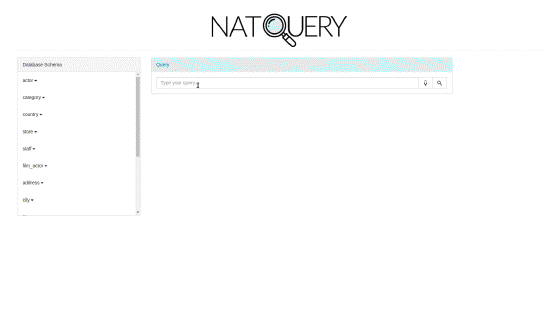 NATQUERY
Database Schema
actor
category
country
store
staff
film_actor
address
city
Query
Type your query...